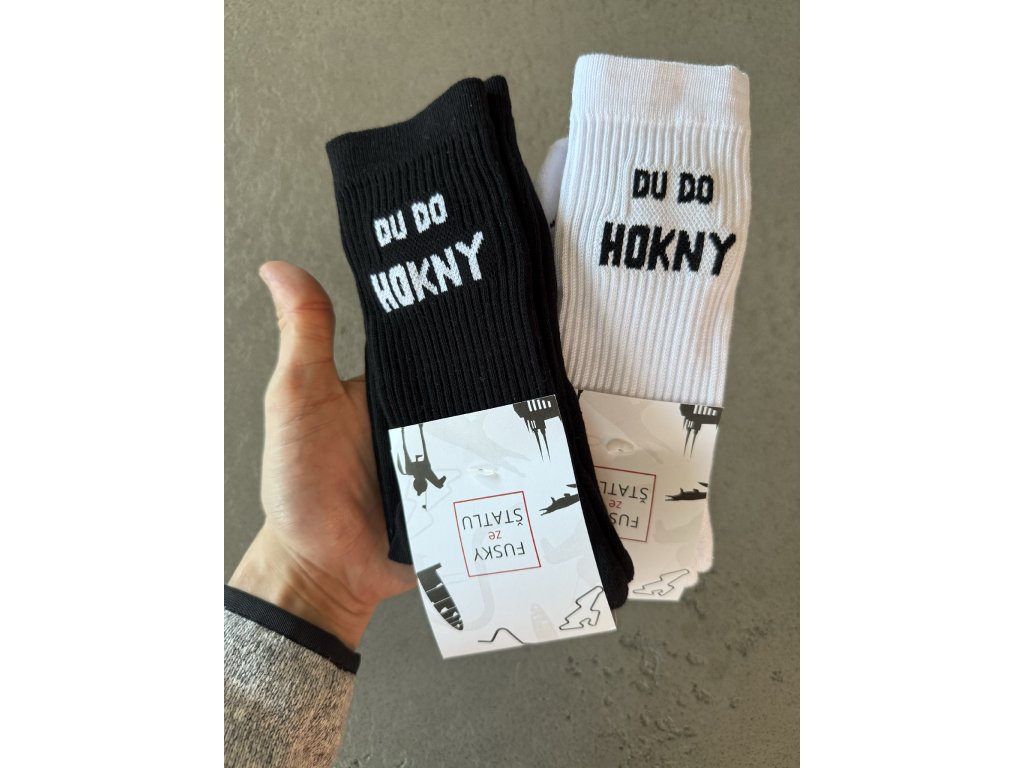 DU DO
HOKNY
DU DO
HOKNY
FUSKY
ze
ŠTATLU
FUSKY
ze
ŠTATLU